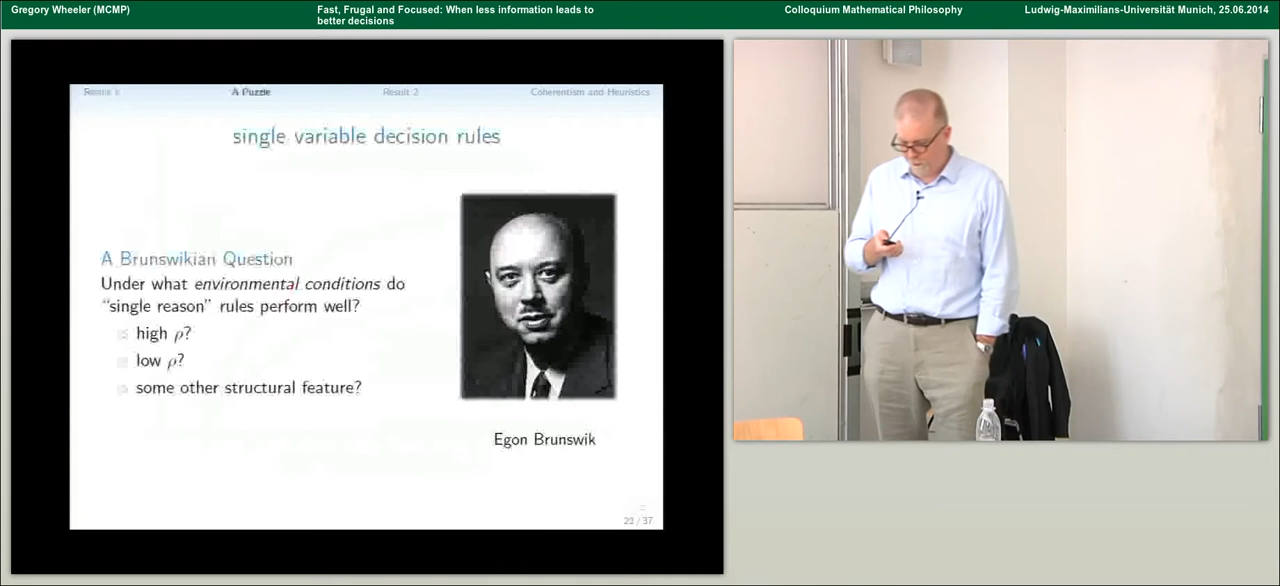 Gregory Wheeler (MCMP)
Fast, Frugal and Focused: When less information leads to
better decisions
Colloquium Mathematical Philosophy
Ludwig-Maximilians-Universität Munich, 25.06.2014
A Puzzle
Result 2
Coherentism and Heuristics
single variable decision rules
A Brunswikian Question
Under what environmental conditions do
“single reason” rules perform well?
high ρ?
low ρ?
some other structural feature?
Egon Brunswik
/ 37